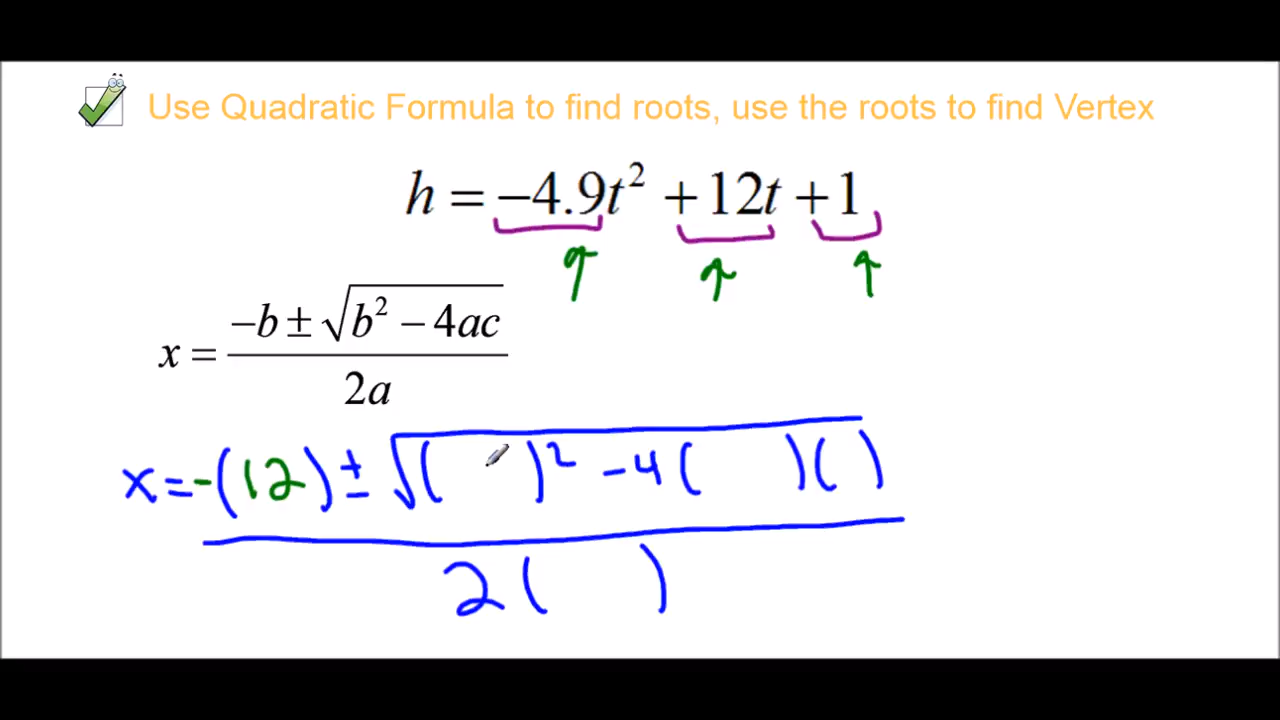 Use Quadratic Formula to find roots, use the roots to find Vertex
h = −4.9t² + 12t + 1
x = (−b ± √(b² − 4ac)) / 2a
x = -(12) ± √(( )² - 4( )( )) / 2( )